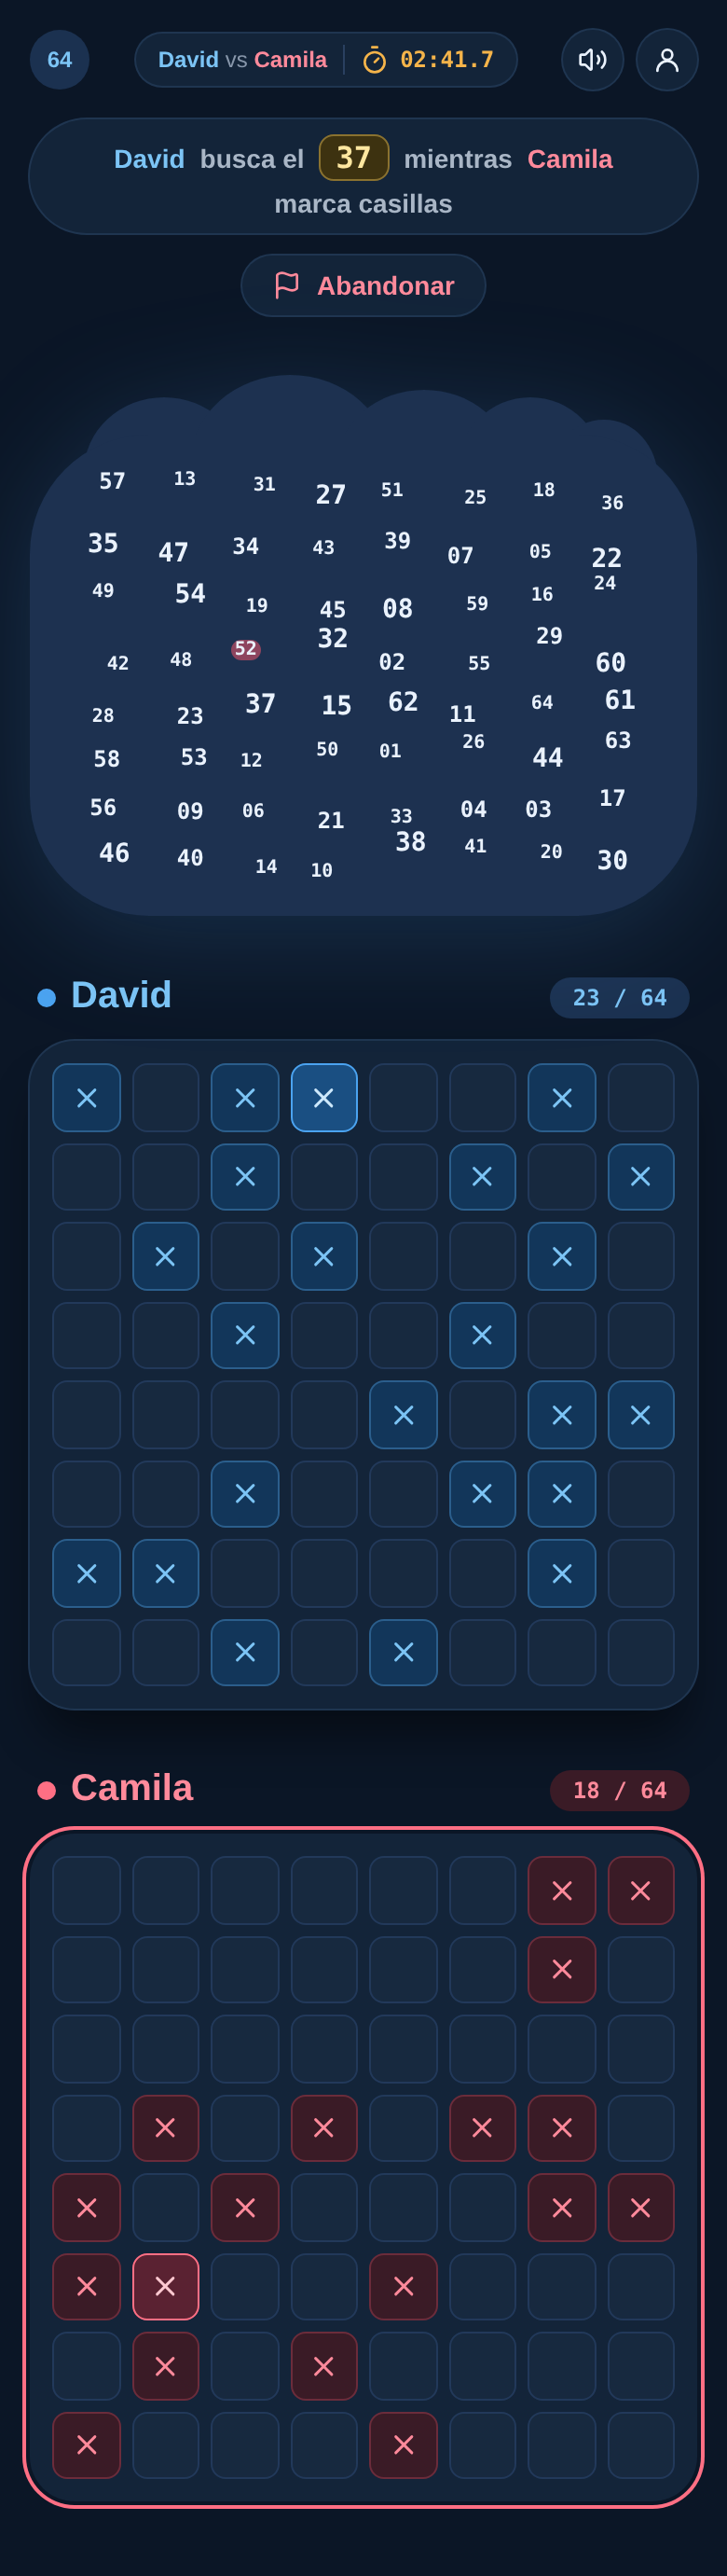 64 David vs Camila 02:41.7
David busca el 37 mientras Camila
marca casillas
Abandonar
57 13 31 27 51 25 18 36
35 47 34 43 39 07 05 22
49 54 19 45 08 59 16 24
42 48 52 32 02 55 29 60
28 23 37 15 62 11 64 61
58 53 12 50 01 26 44 63
56 09 06 21 33 04 03 17
46 40 14 10 38 41 20 30
David 23 / 64
Camila 18 / 64